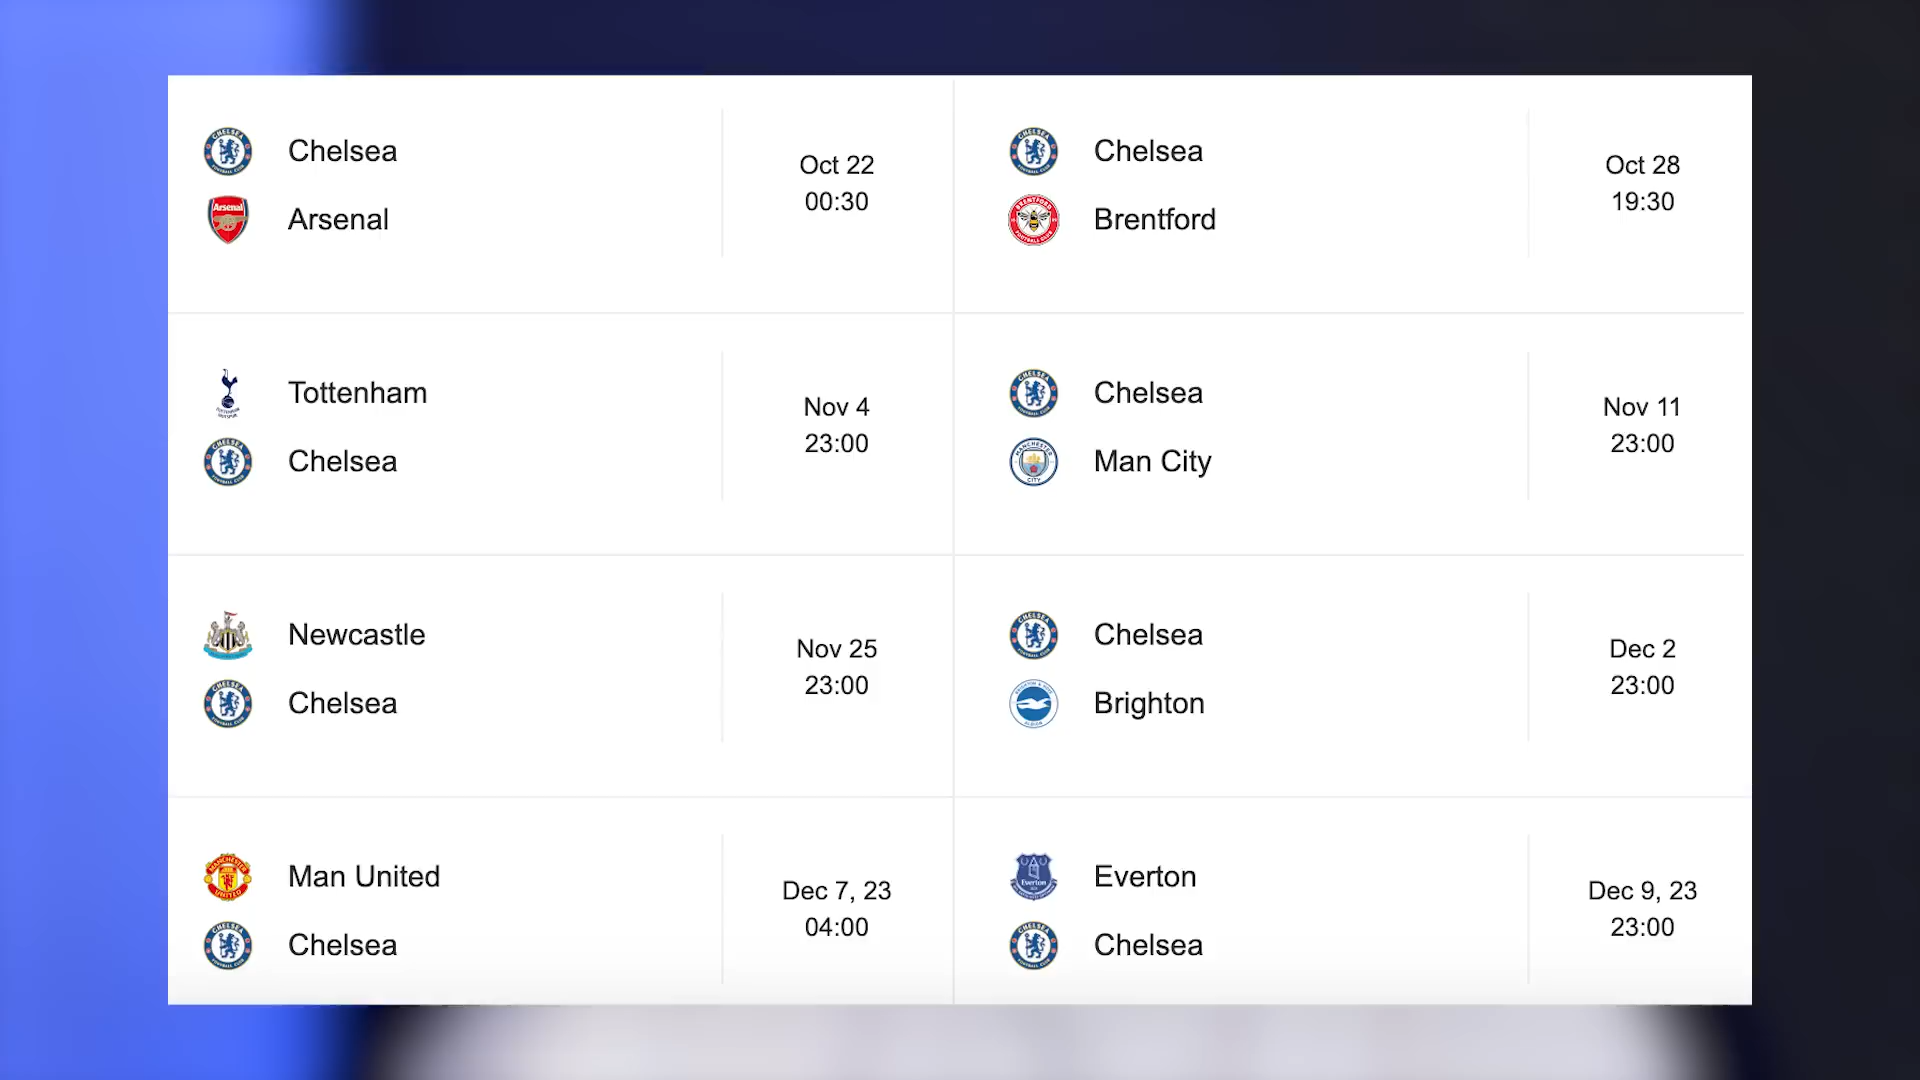 Chelsea
Arsenal
Oct 22
00:30
Chelsea
Brentford
Oct 28
19:30
Tottenham
Chelsea
Nov 4
23:00
Chelsea
Man City
Nov 11
23:00
Newcastle
Chelsea
Nov 25
23:00
Chelsea
Brighton
Dec 2
23:00
Man United
Chelsea
Dec 7, 23
04:00
Everton
Chelsea
Dec 9, 23
23:00